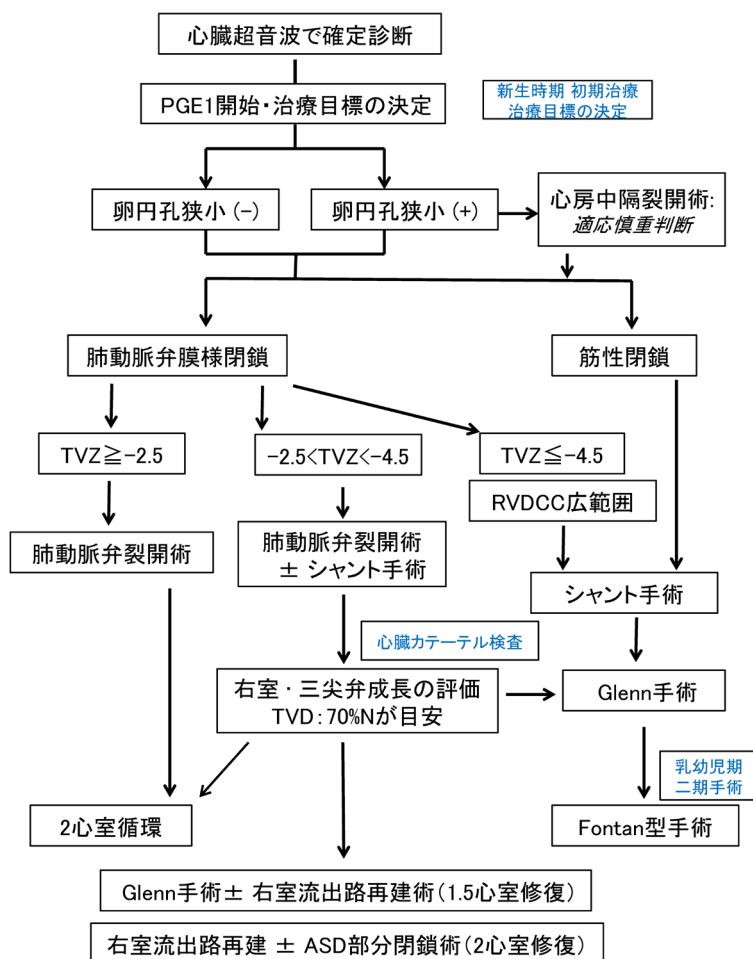 心臓超音波で確定診断
PGE1開始・治療目標の決定
新生時期 初期治療
治療目標の決定
卵円孔狭小 (-)
卵円孔狭小 (+)
心房中隔裂開術:
適応慎重判断
肺動脈弁膜様閉鎖
筋性閉鎖
TVZ≧-2.5
-2.5<TVZ<-4.5
TVZ≦-4.5
RVDCC広範囲
肺動脈弁裂開術
肺動脈弁裂開術
± シャント手術
シャント手術
心臓カテーテル検査
右室・三尖弁成長の評価
TVD:70%Nが目安
Glenn手術
乳幼児期
二期手術
2心室循環
Fontan型手術
Glenn手術± 右室流出路再建術(1.5心室修復)
右室流出路再建 ± ASD部分閉鎖術(2心室修復)